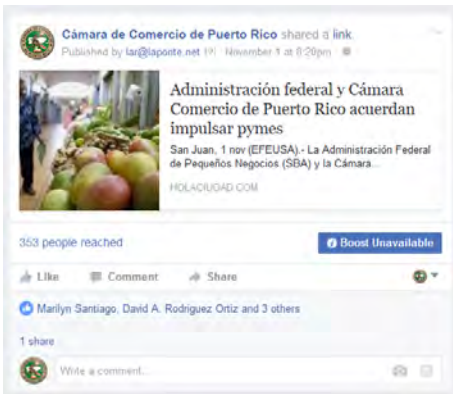 Cámara de Comercio de Puerto Rico shared a link.
Published by lar@laponte.net [?] · November 1 at 8:20pm ·
Administración federal y Cámara
Comercio de Puerto Rico acuerdan
impulsar pymes
San Juan, 1 nov (EFEUSA).- La Administración Federal
de Pequeños Negocios (SBA) y la Cámara...
HOLACIUDAD.COM
353 people reached
Boost Unavailable
Like Comment Share
Marilyn Santiago, David A. Rodriguez Ortiz and 3 others
1 share
Write a comment...